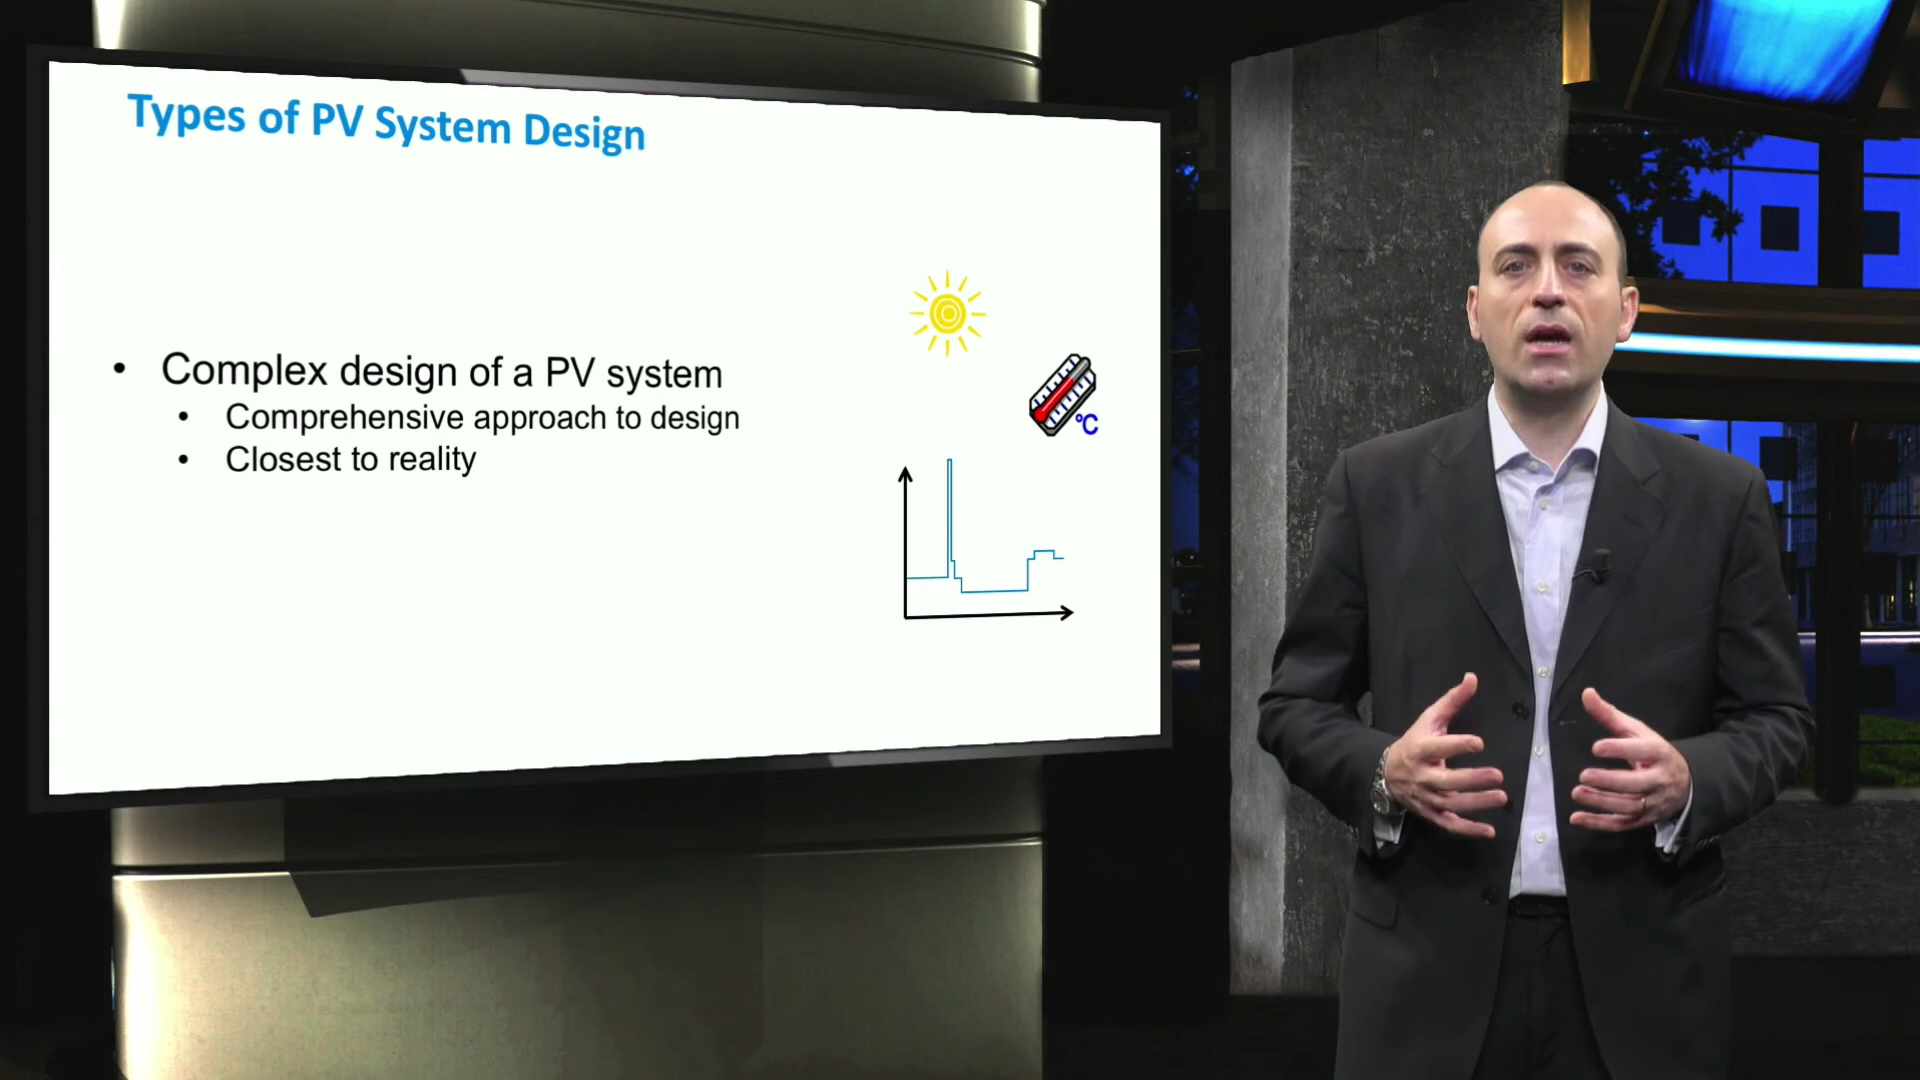 Types of PV System Design
• Complex design of a PV system
• Comprehensive approach to design
• Closest to reality
°C